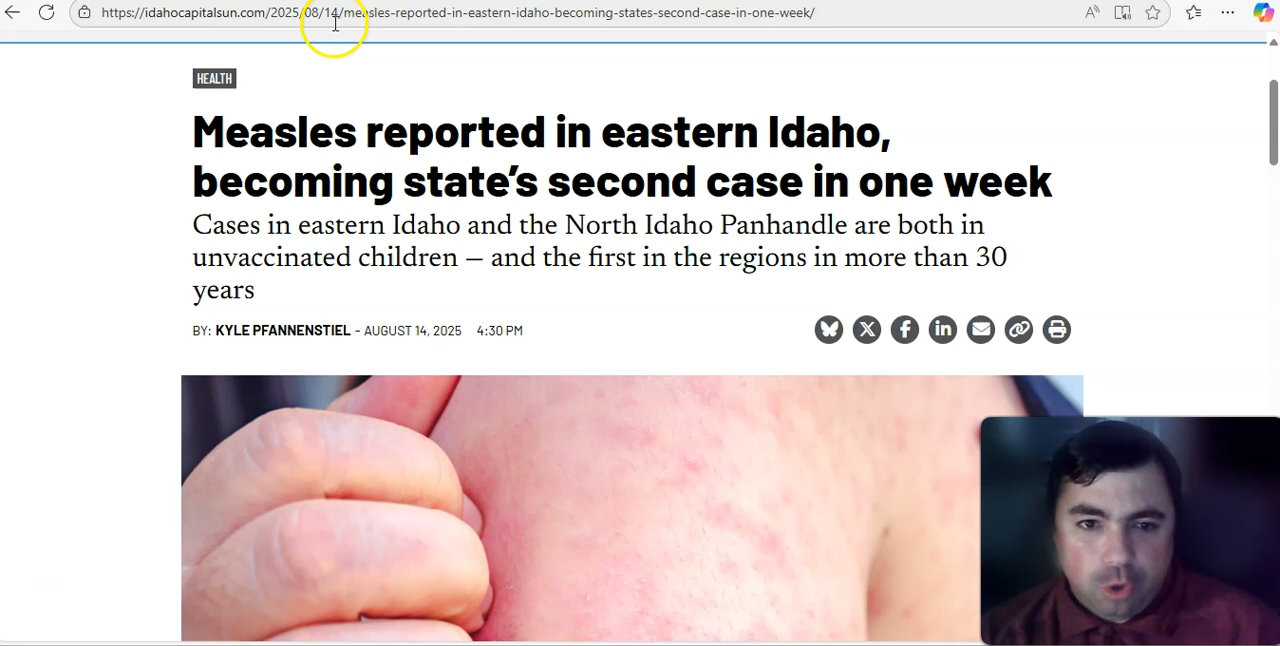 https://idahocapitalsun.com/2025/08/14/measles-reported-in-eastern-idaho-becoming-states-second-case-in-one-week/
HEALTH
Measles reported in eastern Idaho,
becoming state's second case in one week
Cases in eastern Idaho and the North Idaho Panhandle are both in
unvaccinated children — and the first in the regions in more than 30
years
BY: KYLE PFANNENSTIEL - AUGUST 14, 2025 4:30 PM